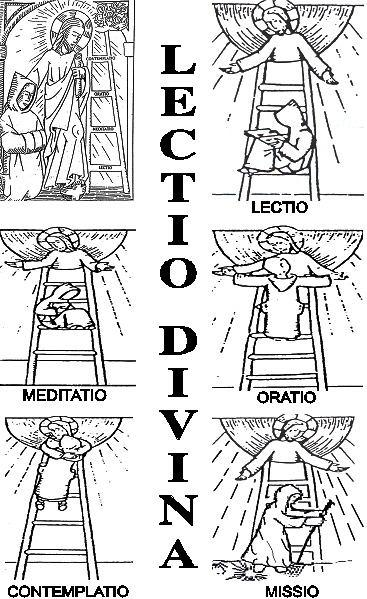 CONTEMPLATIO
ORATIO
MEDITATIO
LECTIO
LECTIO DIVINA
LECTIO
MEDITATIO
ORATIO
CONTEMPLATIO
MISSIO